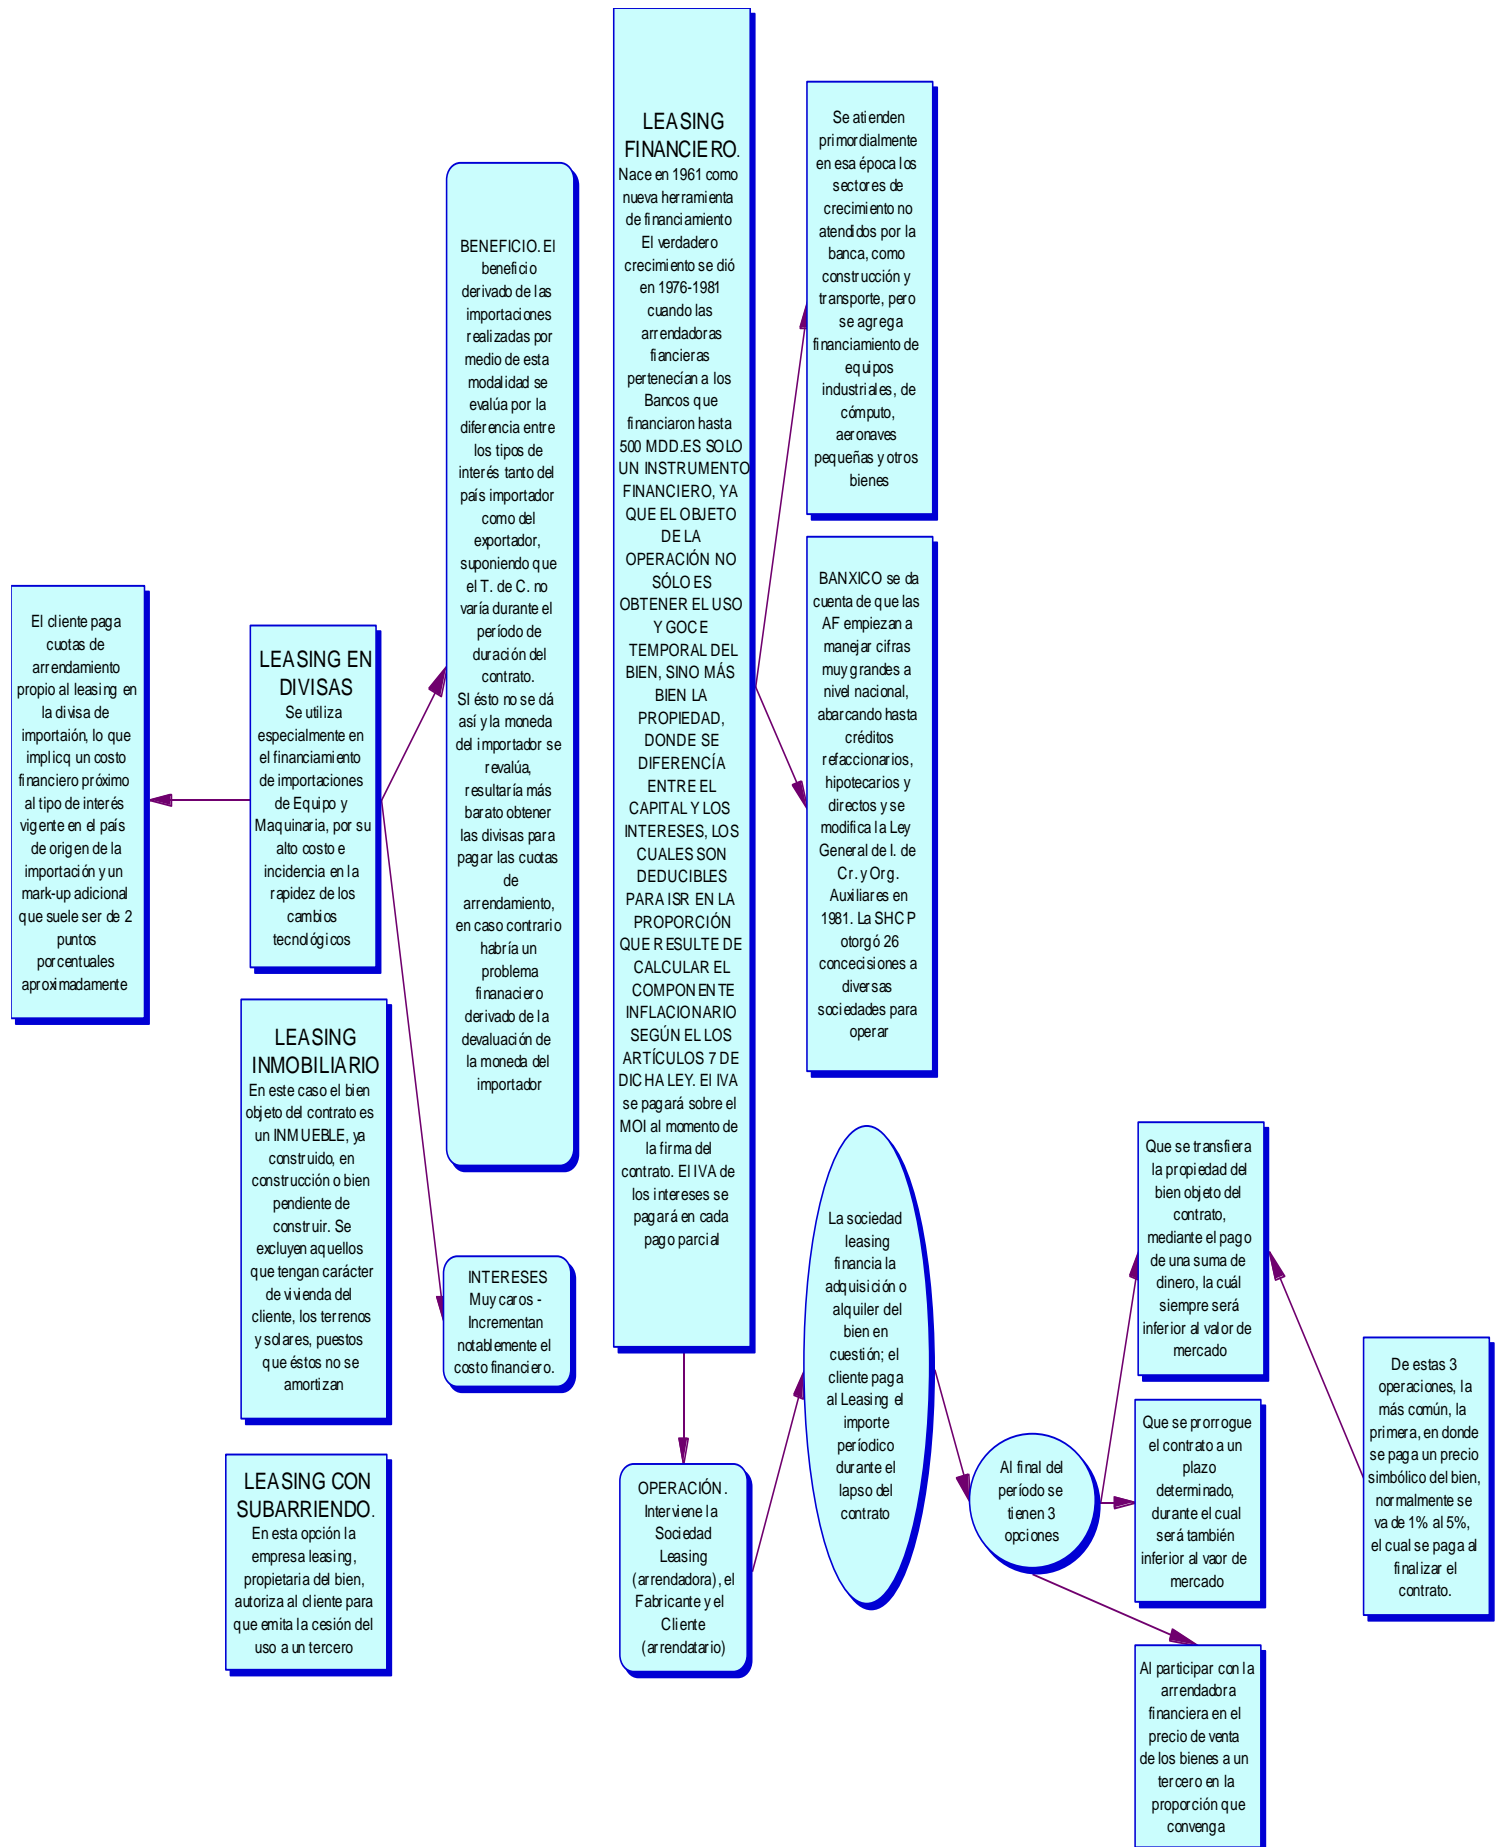 El cliente paga
cuotas de
arrendamiento
propio al leasing en
la divisa de
importaión, lo que
implicq un costo
financiero próximo
al tipo de interés
vigente en el país
de origen de la
importación y un
mark-up adicional
que suele ser de 2
puntos
porcentuales
aproximadamente
LEASING EN
DIVISAS
Se utiliza
especialmente en
el financiamiento
de importaciones
de Equipo y
Maquinaria, por su
alto costo e
incidencia en la
rapidez de los
cambios
tecnológicos
LEASING
INMOBILIARIO
En este caso el bien
objeto del contrato es
un INMUEBLE, ya
construido, en
construcción o bien
pendiente de
construir. Se
excluyen aquellos
que tengan carácter
de vivienda del
cliente, los terrenos
y solares, puestos
que éstos no se
amortizan
LEASING CON
SUBARRIENDO.
En esta opción la
empresa leasing,
propietaria del bien,
autoriza al cliente para
que emita la cesión del
uso a un tercero
BENEFICIO. El
beneficio
derivado de las
importaciones
realizadas por
medio de esta
modalidad se
evalúa por la
diferencia entre
los tipos de
interés tanto del
país importador
como del
exportador,
suponiendo que
el T. de C. no
varía durante el
período de
duración del
contrato.
SI ésto no se dá
así y la moneda
del importador se
revalúa,
resultaría más
barato obtener
las divisas para
pagar las cuotas
de
arrendamiento,
en caso contrario
habría un
problema
finanaciero
derivado de la
devaluación de
la moneda del
importador
INTERESES
Muy caros -
Incrementan
notablemente el
costo financiero.
LEASING
FINANCIERO.
Nace en 1961 como
nueva herramienta
de financiamiento
El verdadero
crecimiento se dió
en 1976-1981
cuando las
arrendadoras
fiancieras
pertenecían a los
Bancos que
financiaron hasta
500 MDD.ES SOLO
UN INSTRUMENTO
FINANCIERO, YA
QUE EL OBJETO
DE LA
OPERACIÓN NO
SÓLO ES
OBTENER EL USO
Y GOCE
TEMPORAL DEL
BIEN, SINO MÁS
BIEN LA
PROPIEDAD,
DONDE SE
DIFERENCÍA
ENTRE EL
CAPITAL Y LOS
INTERESES, LOS
CUALES SON
DEDUCIBLES
PARA ISR EN LA
PROPORCIÓN
QUE RESULTE DE
CALCULAR EL
COMPONENTE
INFLACIONARIO
SEGÚN EL LOS
ARTÍCULOS 7 DE
DICHA LEY. El IVA
se pagará sobre el
MOI al momento de
la firma del
contrato. El IVA de
los intereses se
pagará en cada
pago parcial
Se atienden
primordialmente
en esa época los
sectores de
crecimiento no
atendidos por la
banca, como
construcción y
transporte, pero
se agrega
financiamiento de
equipos
industriales, de
cómputo,
aeronaves
pequeñas y otros
bienes
BANXICO se da
cuenta de que las
AF empiezan a
manejar cifras
muy grandes a
nivel nacional,
abarcando hasta
créditos
refaccionarios,
hipotecarios y
directos y se
modifica la Ley
General de I. de
Cr. y Org.
Auxiliares en
1981. La SHCP
otorgó 26
concecisiones a
diversas
sociedades para
operar
OPERACIÓN.
Interviene la
Sociedad
Leasing
(arrendadora), el
Fabricante y el
Cliente
(arrendatario)
La sociedad
leasing
financia la
adquisición o
alquiler del
bien en
cuestión; el
cliente paga
al Leasing el
importe
períodico
durante el
lapso del
contrato
Al final del
período se
tienen 3
opciones
Que se transfiera
la propiedad del
bien objeto del
contrato,
mediante el pago
de una suma de
dinero, la cuál
siempre será
inferior al valor de
mercado
Que se prorrogue
el contrato a un
plazo
determinado,
durante el cual
será también
inferior al vaor de
mercado
Al participar con la
arrendadora
financiera en el
precio de venta
de los bienes a un
tercero en la
proporción que
convenga
De estas 3
operaciones, la
más común, la
primera, en donde
se paga un precio
simbólico del bien,
normalmente se
va de 1% al 5%,
el cual se paga al
finalizar el
contrato.